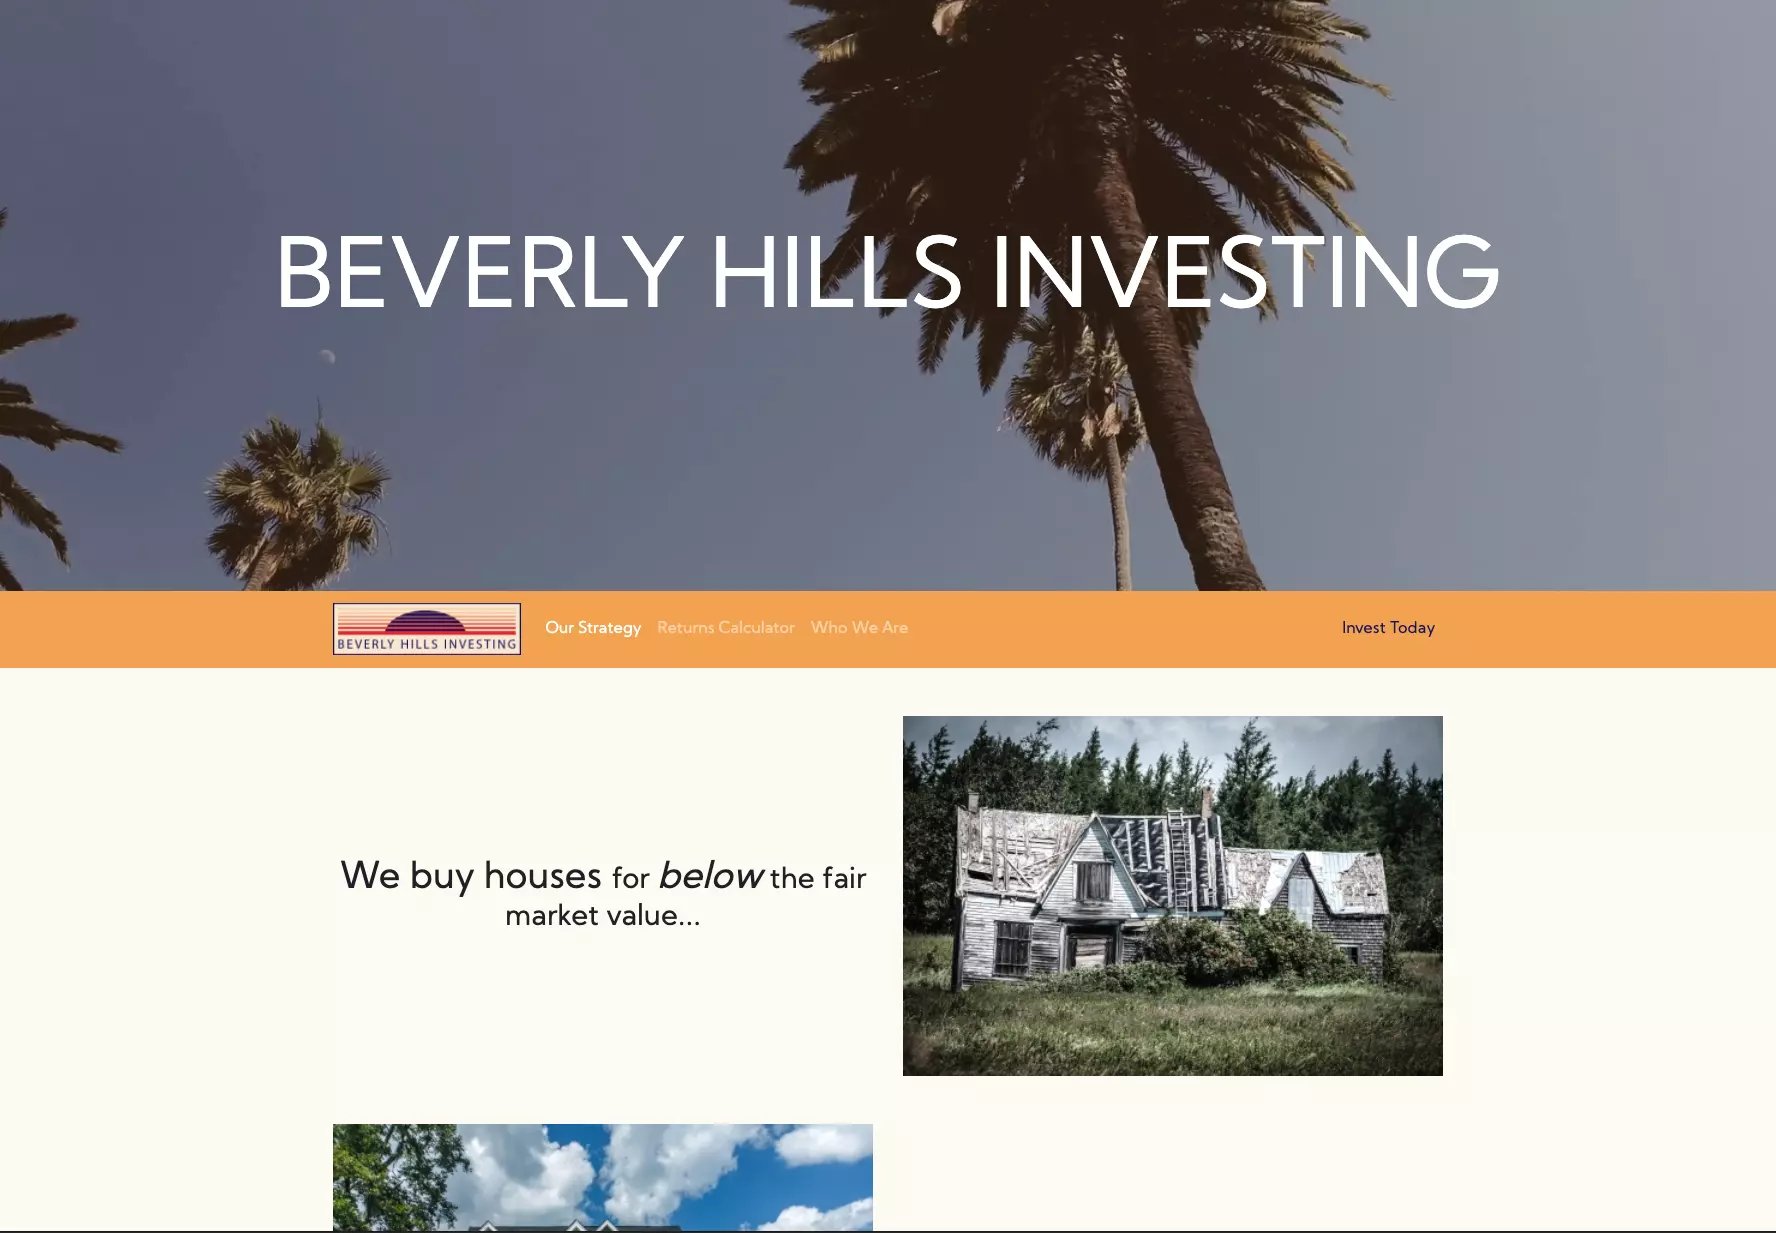 BEVERLY HILLS INVESTING
BEVERLY HILLS INVESTING
Our Strategy
Returns Calculator
Who We Are
Invest Today
We buy houses for below the fair
market value...